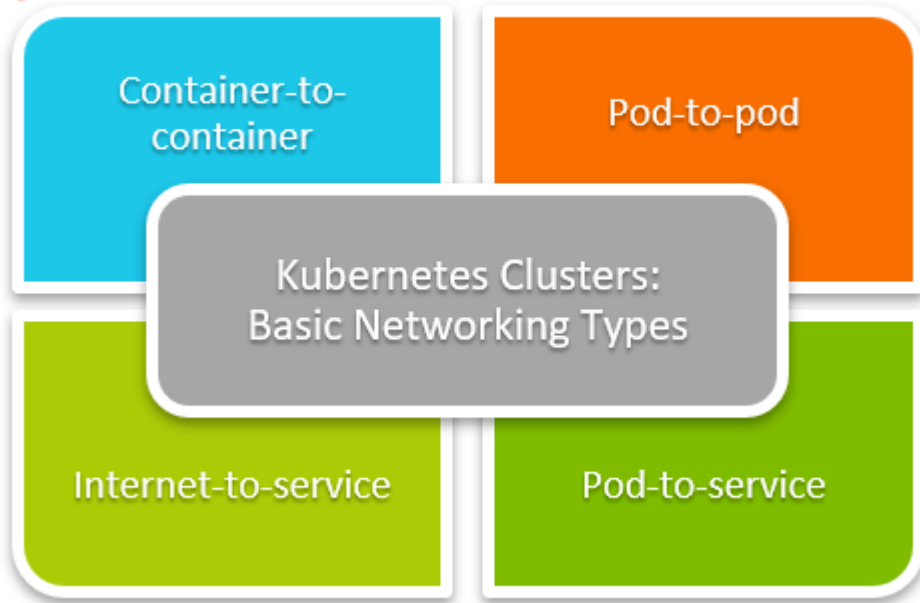 Container-to-
container
Pod-to-pod
Kubernetes Clusters:
Basic Networking Types
Internet-to-service
Pod-to-service